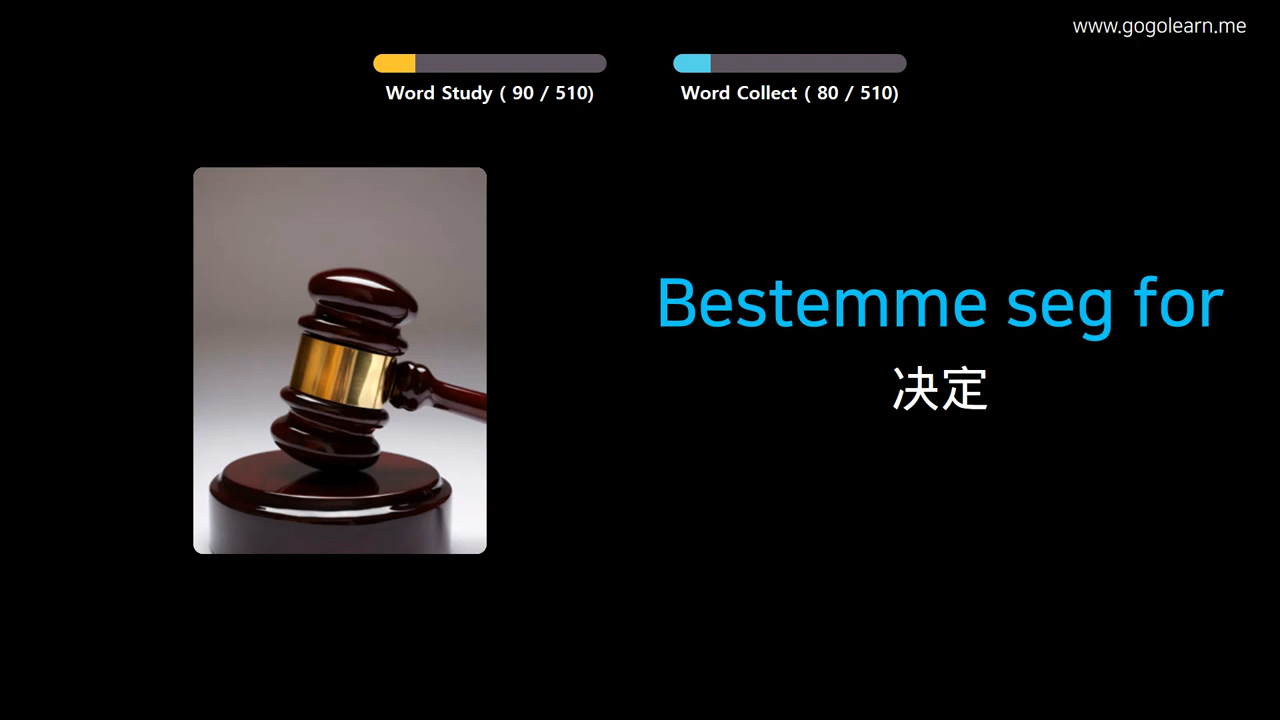 www.gogolearn.me
Word Study ( 90 / 510)
Word Collect ( 80 / 510)
Bestemme seg for
决定